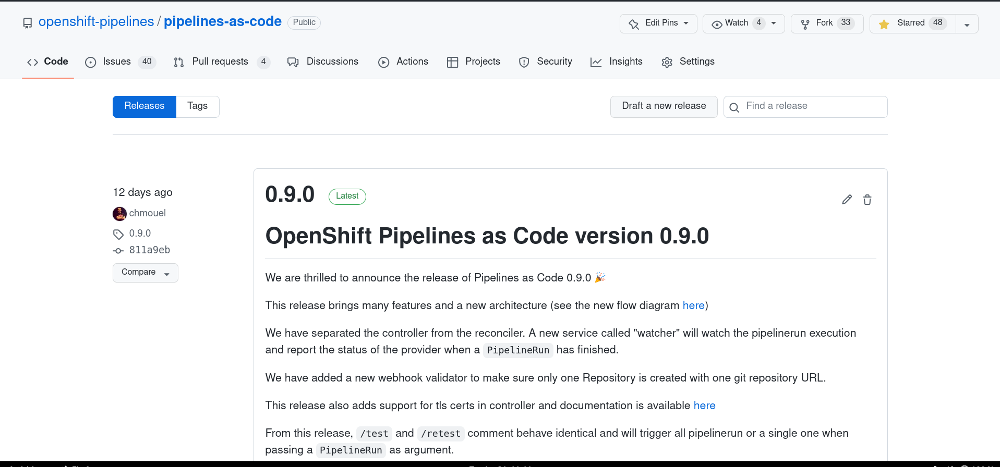 openshift-pipelines / pipelines-as-code Public
Edit Pins Watch 4 Fork 33 Starred 48
Code Issues 40 Pull requests 4 Discussions Actions Projects Security Insights Settings
Releases Tags Draft a new release Find a release
12 days ago
chmouel
0.9.0
811a9eb
Compare
0.9.0 Latest
OpenShift Pipelines as Code version 0.9.0
We are thrilled to announce the release of Pipelines as Code 0.9.0 🎉
This release brings many features and a new architecture (see the new flow diagram here)
We have separated the controller from the reconciler. A new service called "watcher" will watch the pipelinerun execution
and report the status of the provider when a PipelineRun has finished.
We have added a new webhook validator to make sure only one Repository is created with one git repository URL.
This release also adds support for tls certs in controller and documentation is available here
From this release, /test and /retest comment behave identical and will trigger all pipelinerun or a single one when
passing a PipelineRun as argument.